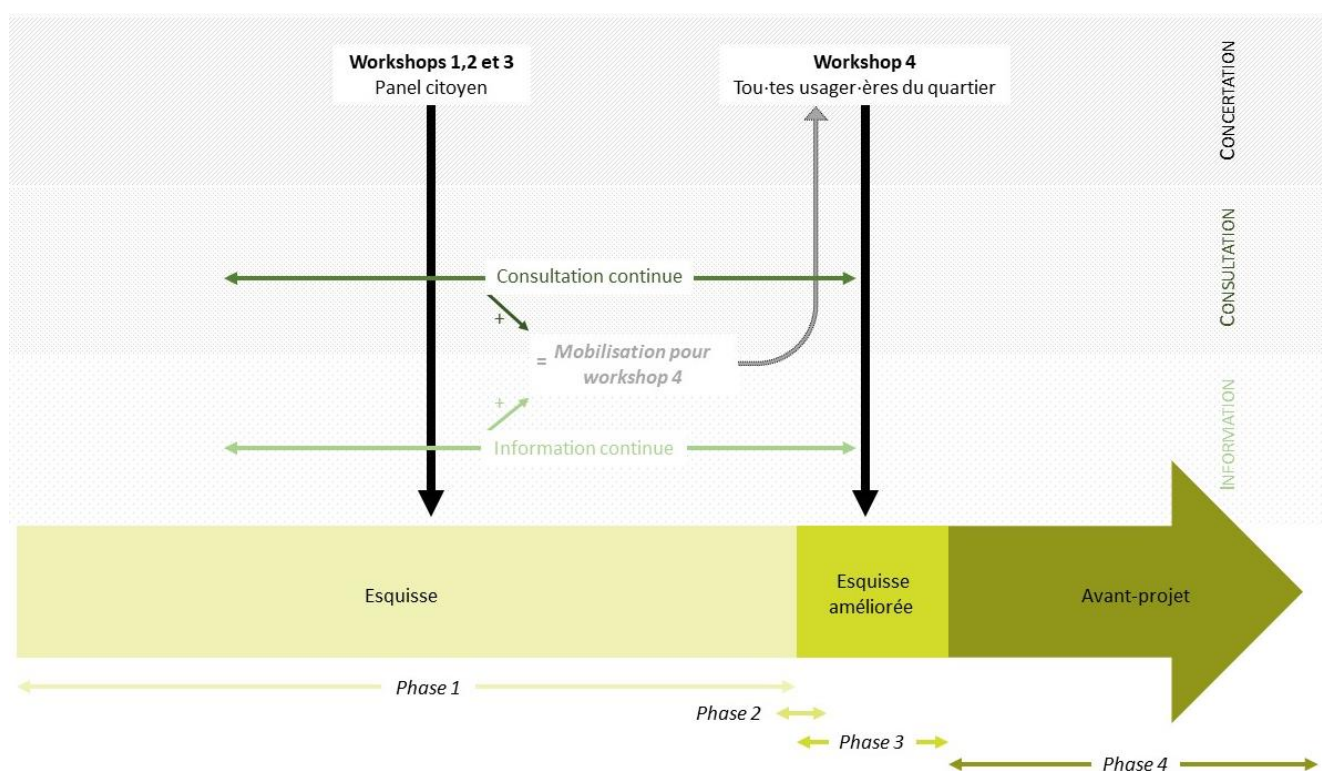 Workshops 1,2 et 3
Panel citoyen
Workshop 4
Tou·tes usager·ères du quartier
CONCERTATION
Consultation continue
CONSULTATION
+
= Mobilisation pour
workshop 4
+
Information continue
INFORMATION
Esquisse
Esquisse
améliorée
Avant-projet
Phase 1
Phase 2
Phase 3
Phase 4